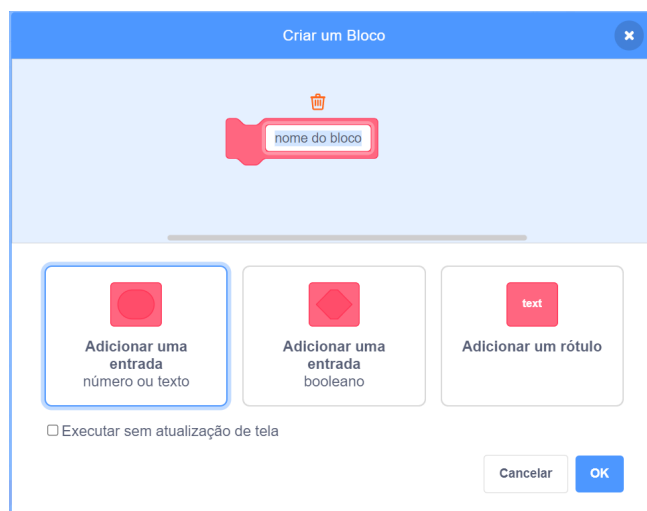 Criar um Bloco
nome do bloco
Adicionar uma
entrada
número ou texto
Adicionar uma
entrada
booleano
text
Adicionar um rótulo
Executar sem atualização de tela
Cancelar
OK